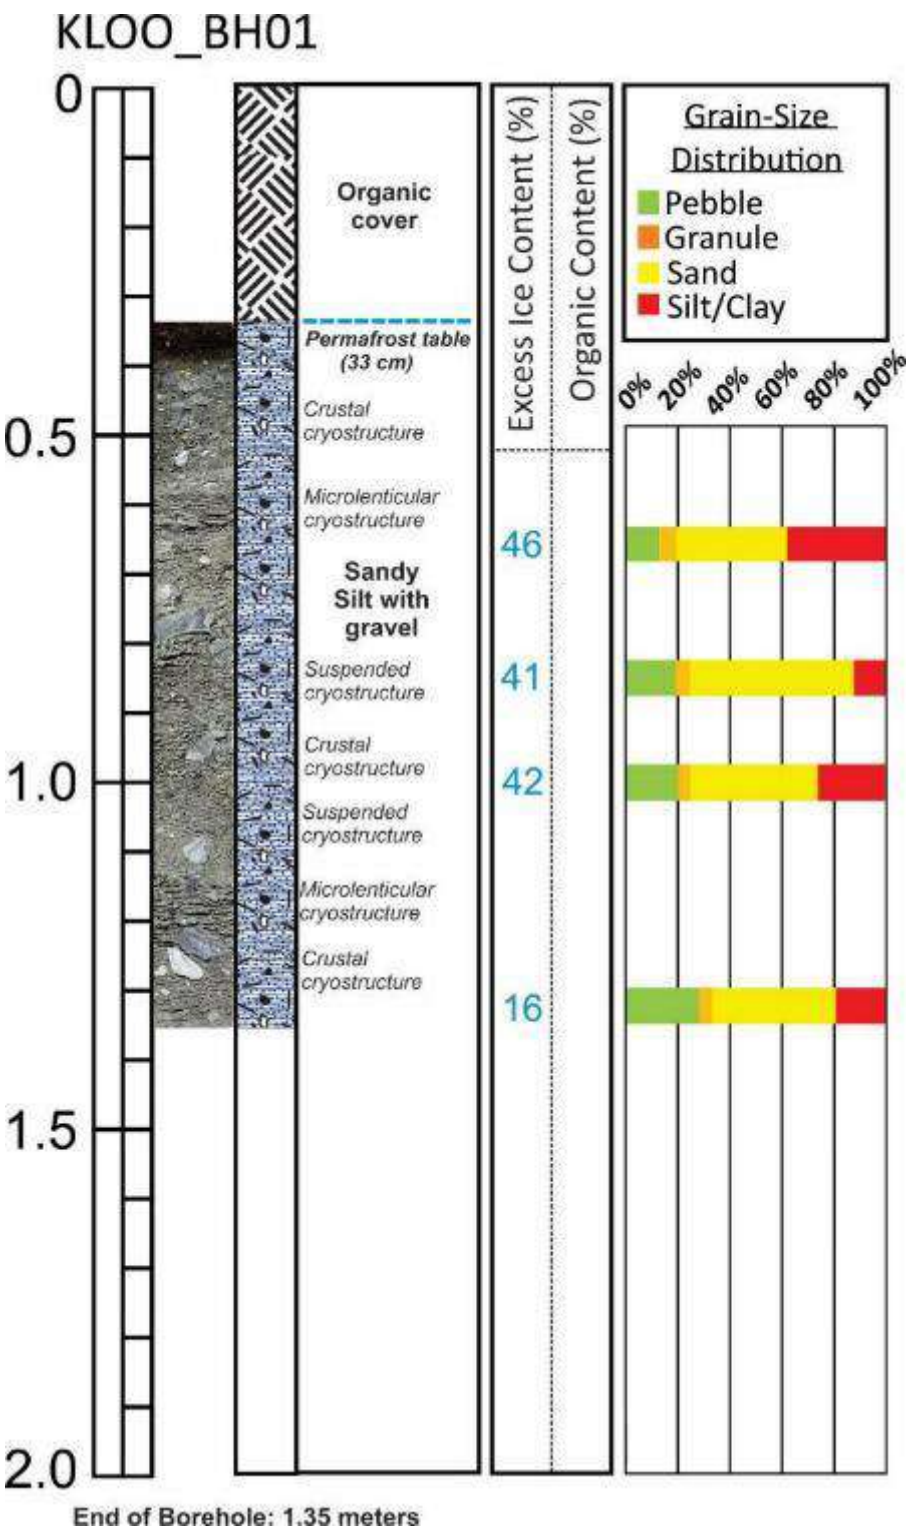 KLOO_BH01
0
0.5
1.0
1.5
2.0
Organic
cover
Permafrost table
(33 cm)
Crustal
cryostructure
Microlenticular
cryostructure
Sandy
Silt with
gravel
Suspended
cryostructure
Crustal
cryostructure
Suspended
cryostructure
Microlenticular
cryostructure
Crustal
cryostructure
Excess Ice Content (%)
Organic Content (%)
46
41
42
16
Grain-Size
Distribution
Pebble
Granule
Sand
Silt/Clay
0% 20% 40% 60% 80% 100%
End of Borehole: 1.35 meters